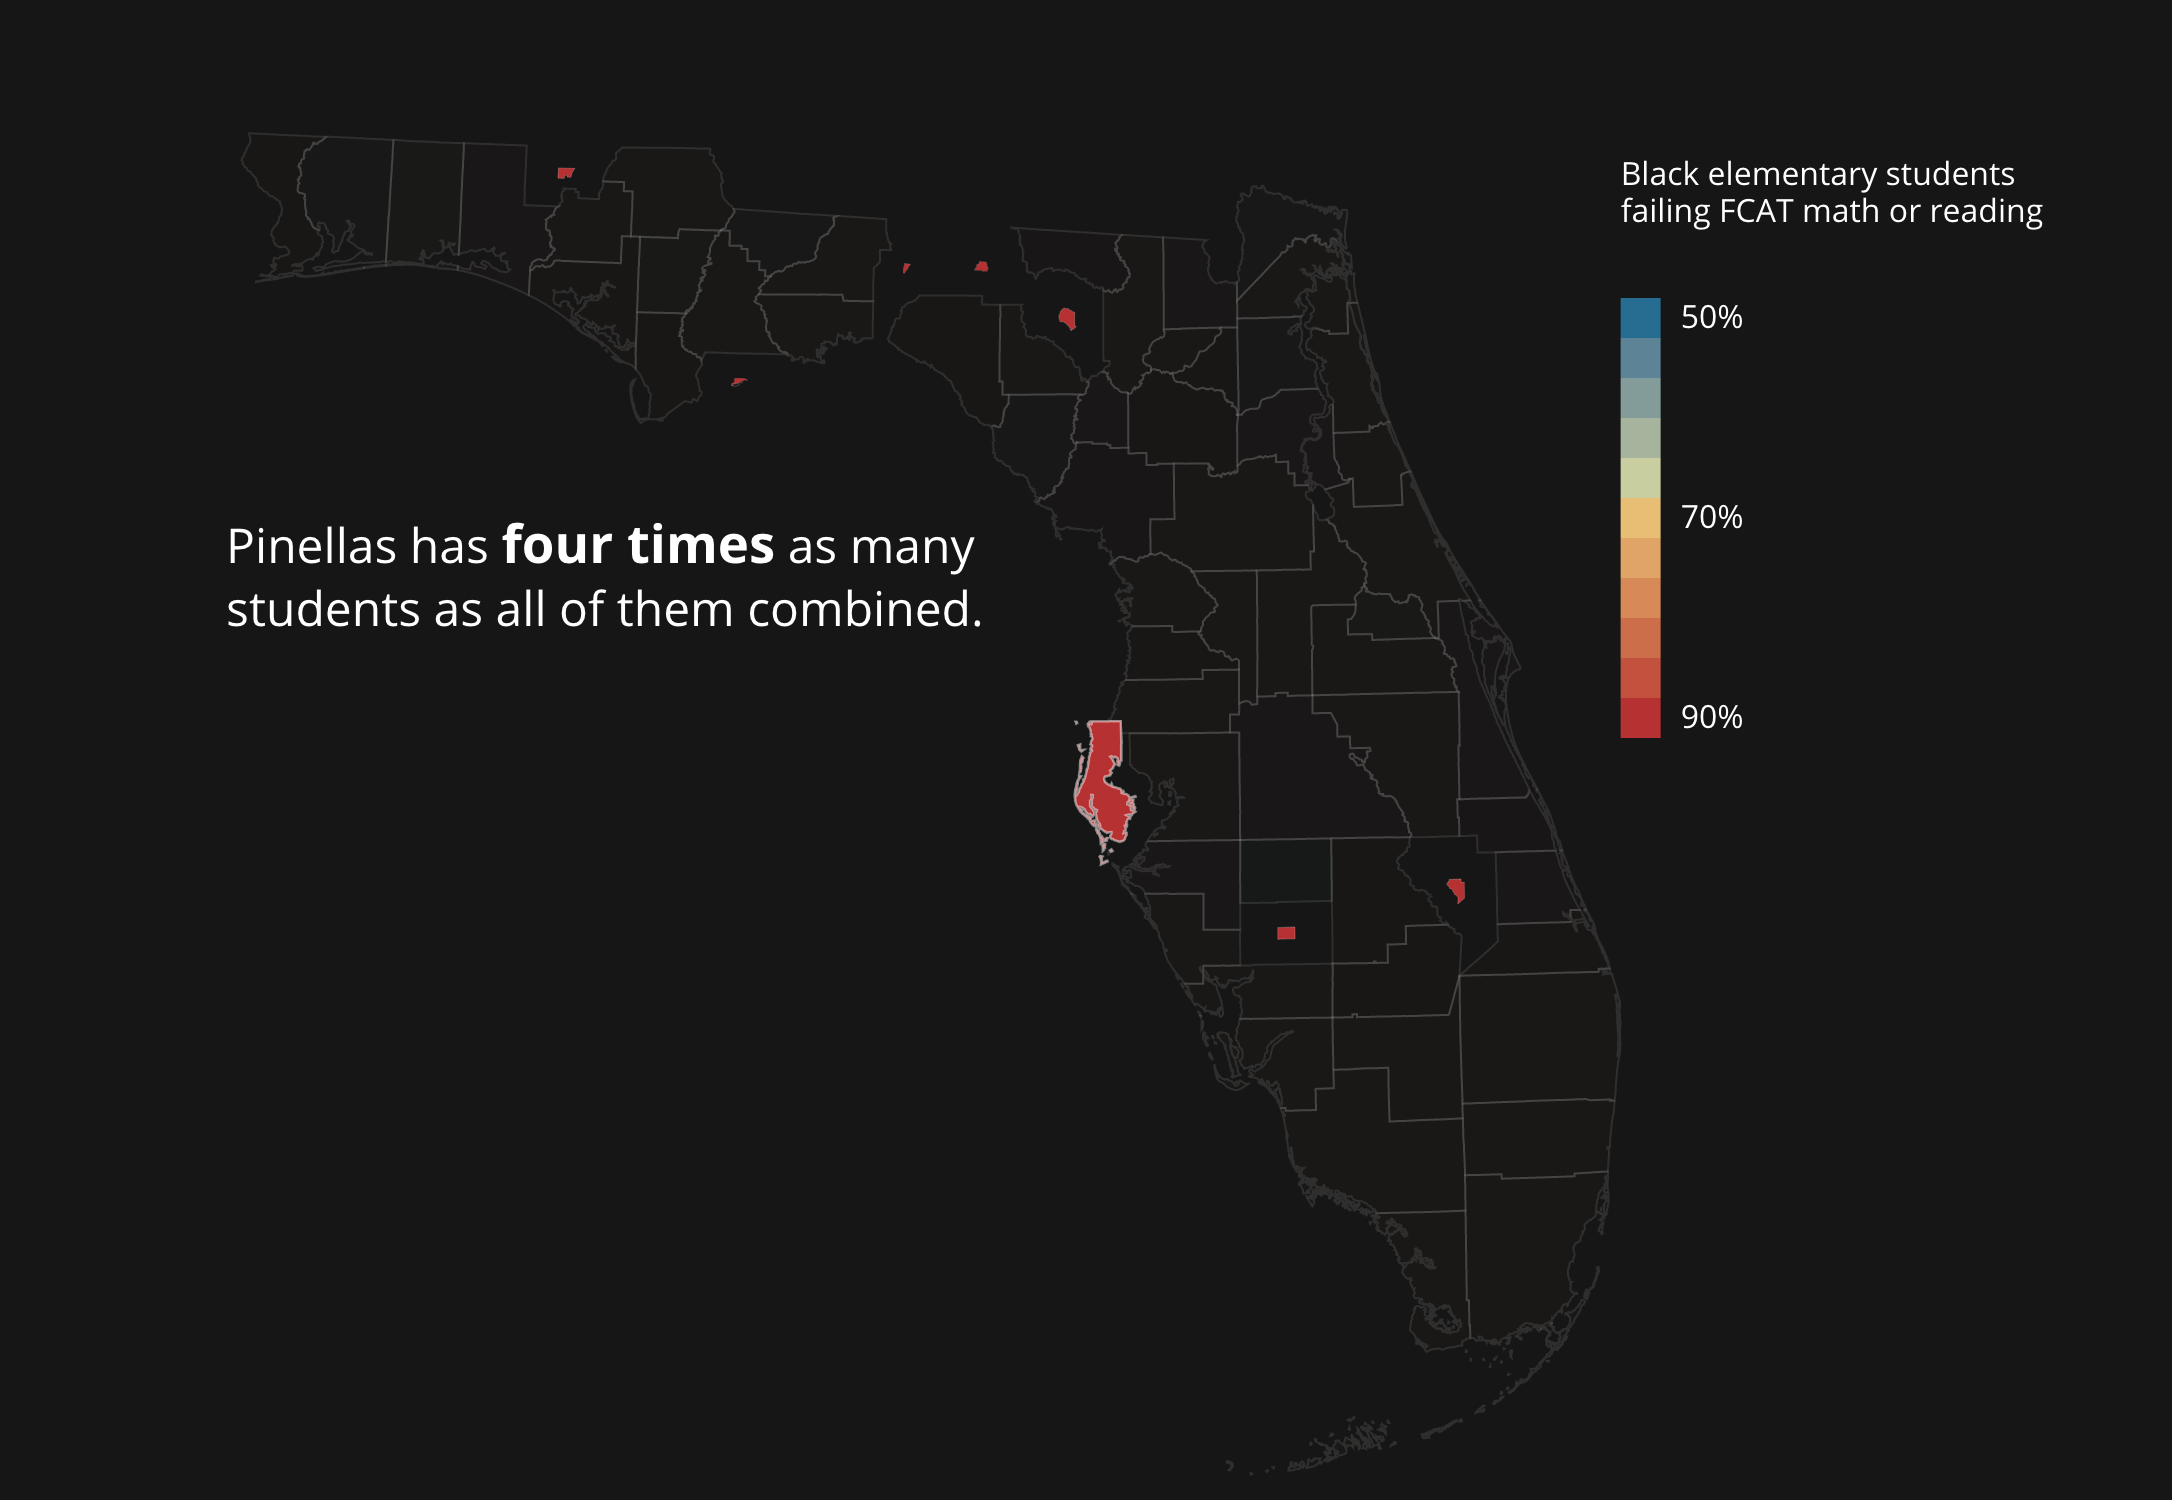 Black elementary students
failing FCAT math or reading
50%
70%
90%
Pinellas has four times as many
students as all of them combined.